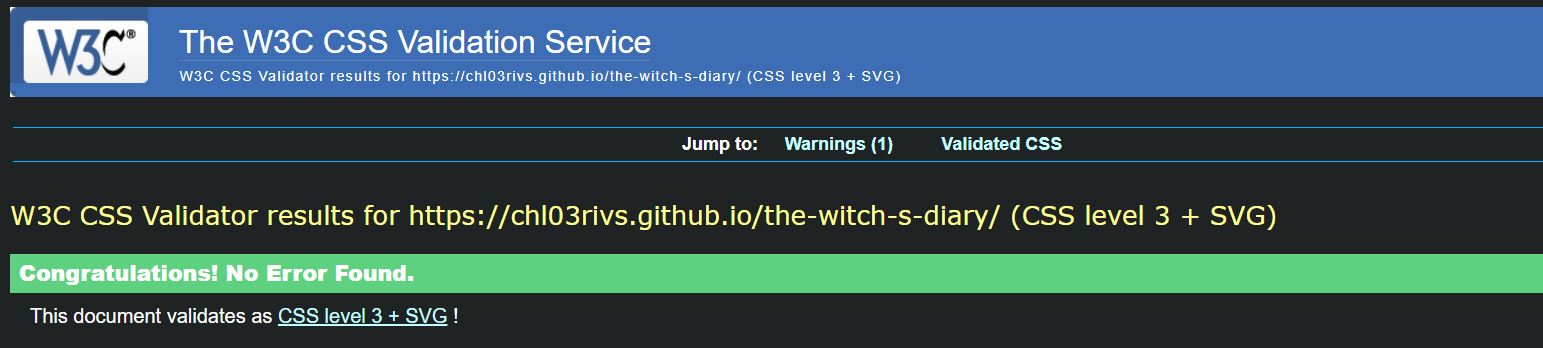 W3C®
The W3C CSS Validation Service
W3C CSS Validator results for https://chl03rivs.github.io/the-witch-s-diary/ (CSS level 3 + SVG)
Jump to: Warnings (1) Validated CSS
W3C CSS Validator results for https://chl03rivs.github.io/the-witch-s-diary/ (CSS level 3 + SVG)
Congratulations! No Error Found.
This document validates as CSS level 3 + SVG !